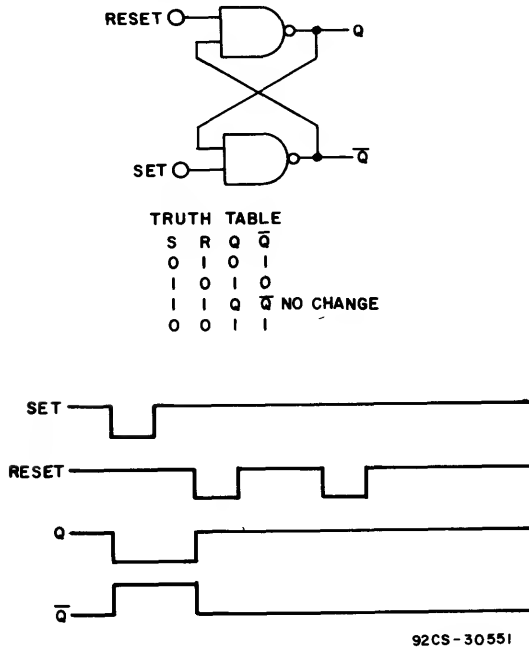 RESET
Q
SET
Q̅
TRUTH TABLE
S R Q Q̅
0 1 0 1
1 0 1 0
1 1 Q Q̅ NO CHANGE
0 0 1 1
SET
RESET
Q
Q̅
92CS-30551